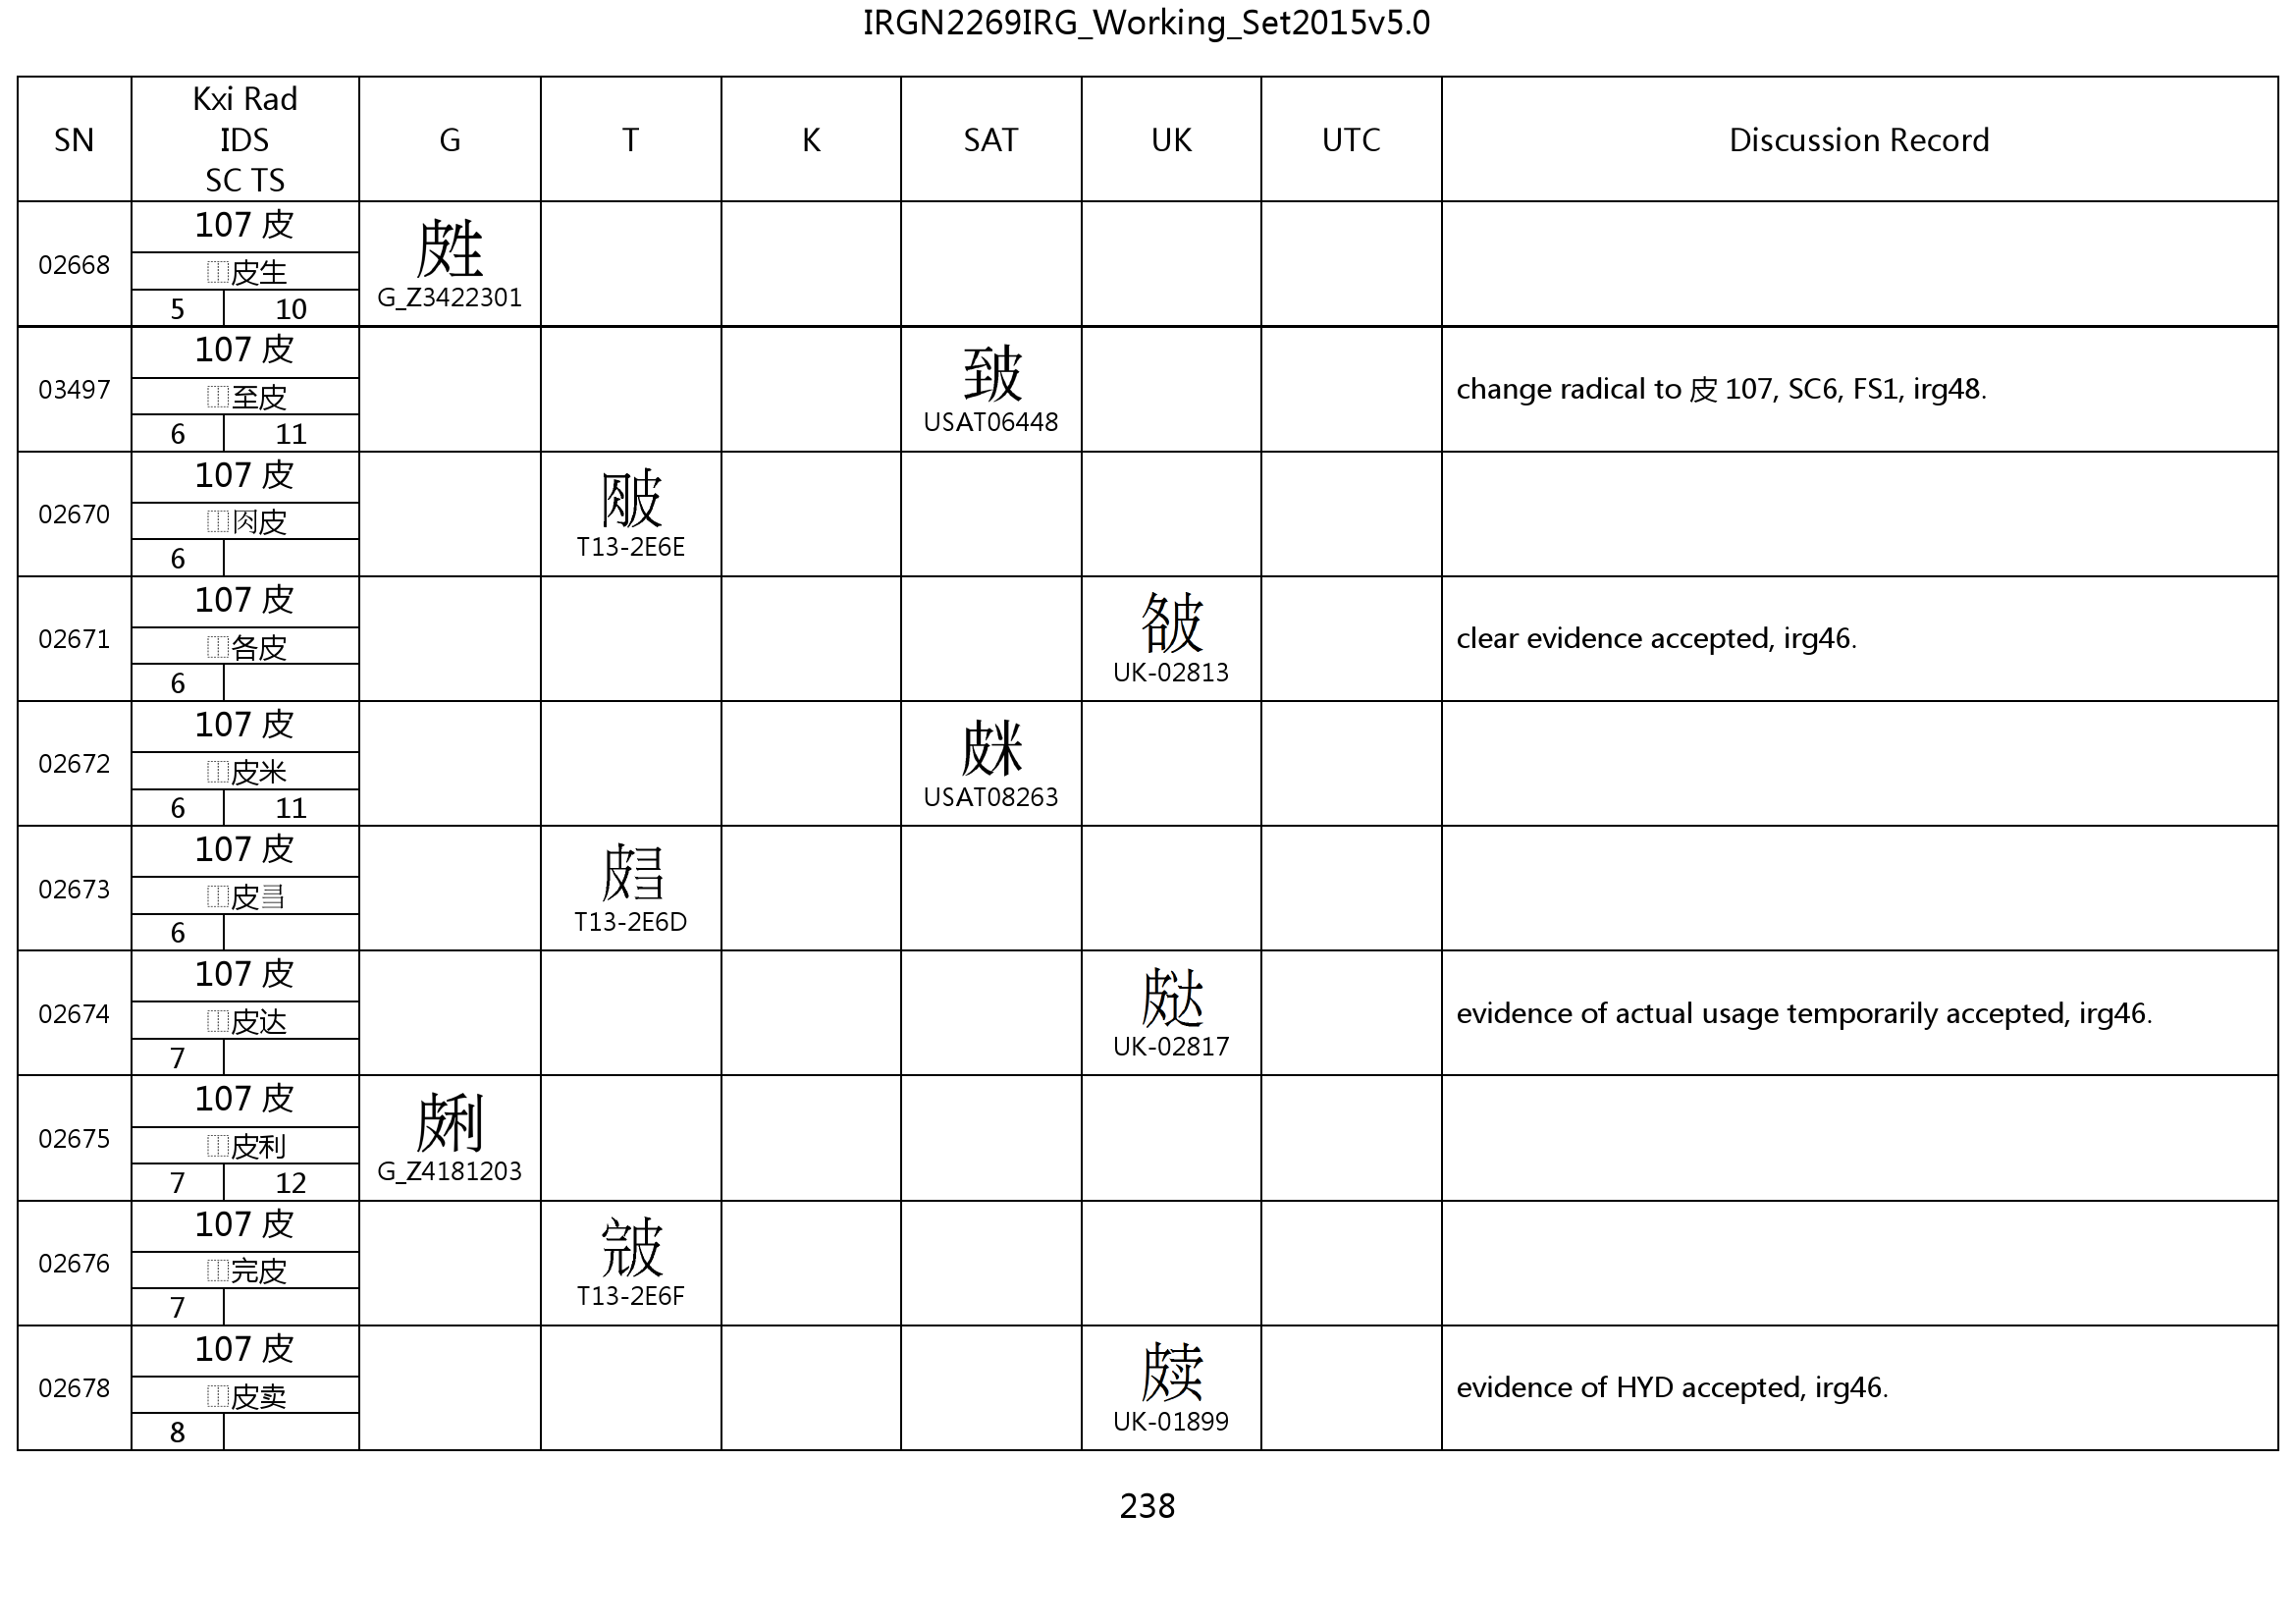 IRGN2269IRG_Working_Set2015v5.0
SN Kxi Rad IDS SC TS G T K SAT UK UTC Discussion Record
02668 107 皮
⿰皮生
5 10
G_Z3422301
03497 107 皮
⿰至皮
6 11
USAT06448
change radical to 皮 107, SC6, FS1, irg48.
02670 107 皮
⿰肉皮
6
T13-2E6E
02671 107 皮
⿰各皮
6
UK-02813
clear evidence accepted, irg46.
02672 107 皮
⿰皮米
6 11
USAT08263
02673 107 皮
⿰皮
6
T13-2E6D
02674 107 皮
⿰皮达
7
UK-02817
evidence of actual usage temporarily accepted, irg46.
02675 107 皮
⿰皮利
7 12
G_Z4181203
02676 107 皮
⿰完皮
7
T13-2E6F
02678 107 皮
⿰皮卖
8
UK-01899
evidence of HYD accepted, irg46.
238